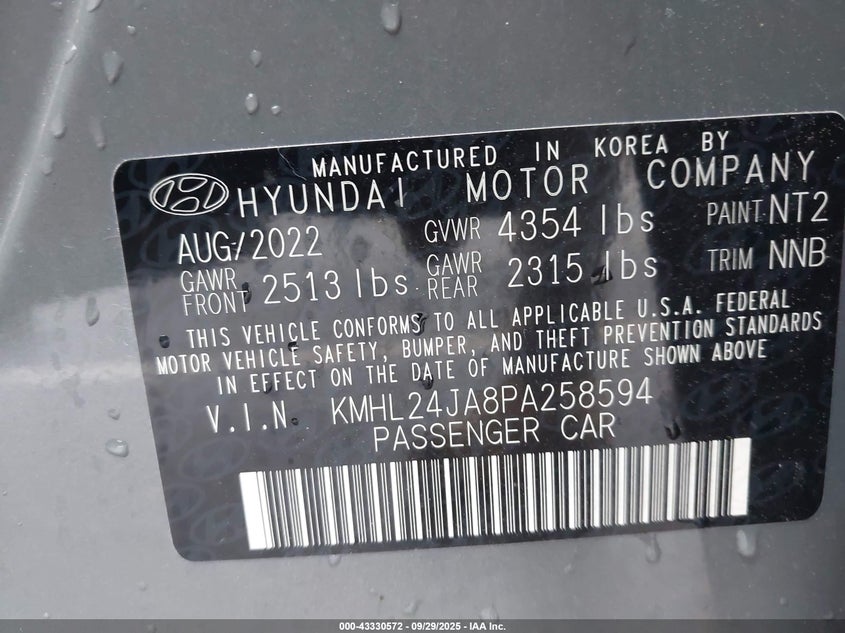 MANUFACTURED IN KOREA BY
HYUNDAI MOTOR COMPANY
AUG/2022 GVWR 4354 lbs PAINT NT2
GAWR FRONT 2513 lbs GAWR REAR 2315 lbs TRIM NNB
THIS VEHICLE CONFORMS TO ALL APPLICABLE U.S.A. FEDERAL
MOTOR VEHICLE SAFETY, BUMPER, AND THEFT PREVENTION STANDARDS
IN EFFECT ON THE DATE OF MANUFACTURE SHOWN ABOVE
V.I.N. KMHL24JA8PA258594
PASSENGER CAR
000-43330572 - 09/29/2025 - IAA Inc.